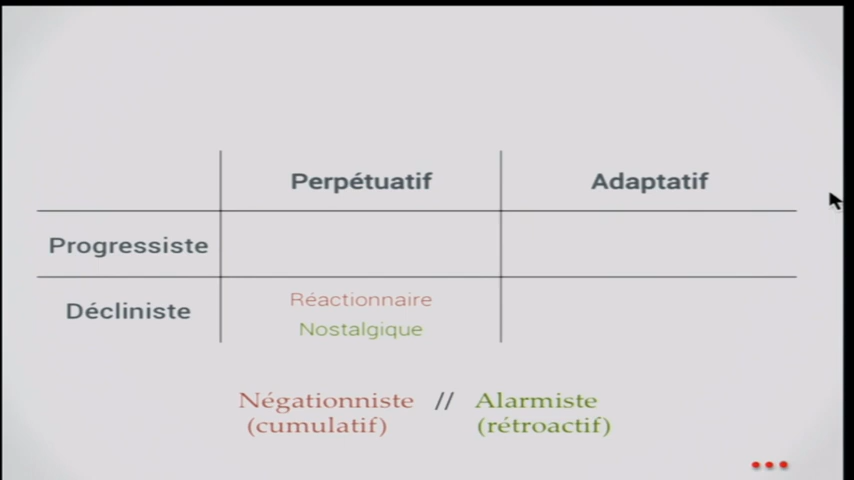 Perpétuatif Adaptatif
Progressiste
Décliniste
Réactionnaire
Nostalgique
Négationniste // Alarmiste
(cumulatif) (rétroactif)